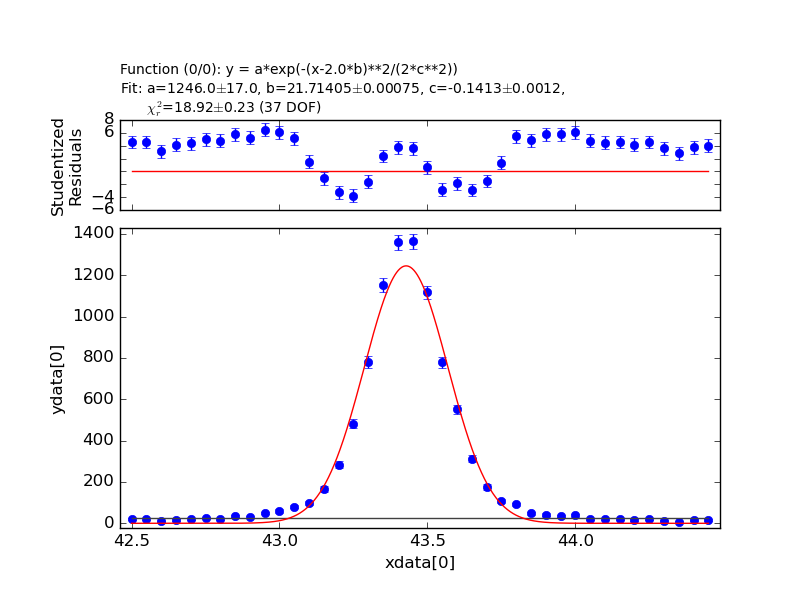 Function (0/0): y = a*exp(-(x-2.0*b)**2/(2*c**2))
Fit: a=1246.0±17.0, b=21.71405±0.00075, c=-0.1413±0.0012,
χ²ᵣ=18.92±0.23 (37 DOF)
8
6
−4
−6
Studentized
Residuals
1400
1200
1000
800
600
400
200
0
ydata[0]
42.5
43.0
43.5
44.0
xdata[0]